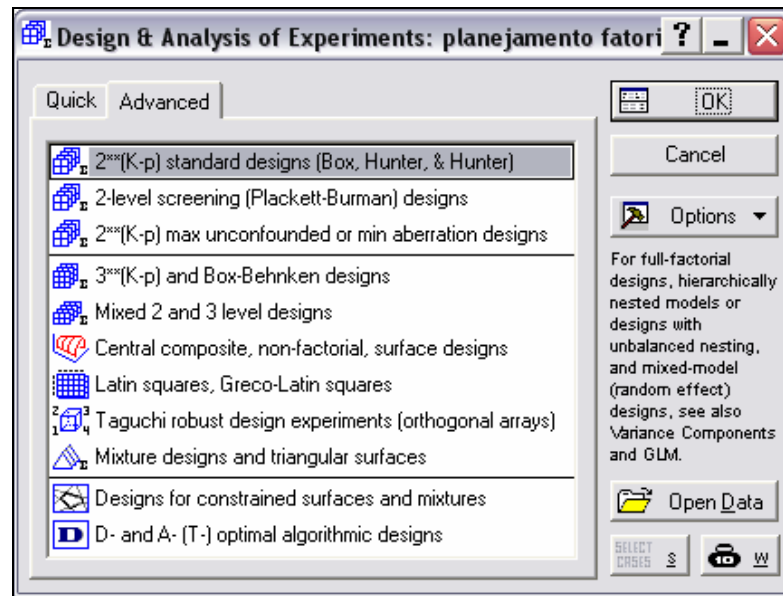 Design & Analysis of Experiments: planejamento fatori
Quick
Advanced
2**(K-p) standard designs (Box, Hunter, & Hunter)
2-level screening (Plackett-Burman) designs
2**(K-p) max unconfounded or min aberration designs
3**(K-p) and Box-Behnken designs
Mixed 2 and 3 level designs
Central composite, non-factorial, surface designs
Latin squares, Greco-Latin squares
Taguchi robust design experiments (orthogonal arrays)
Mixture designs and triangular surfaces
Designs for constrained surfaces and mixtures
D- and A- (T-) optimal algorithmic designs
OK
Cancel
Options
For full-factorial
designs, hierarchically
nested models or
designs with
unbalanced nesting,
and mixed-model
(random effect)
designs, see also
Variance Components
and GLM.
Open Data
SELECT
CASES
S
W